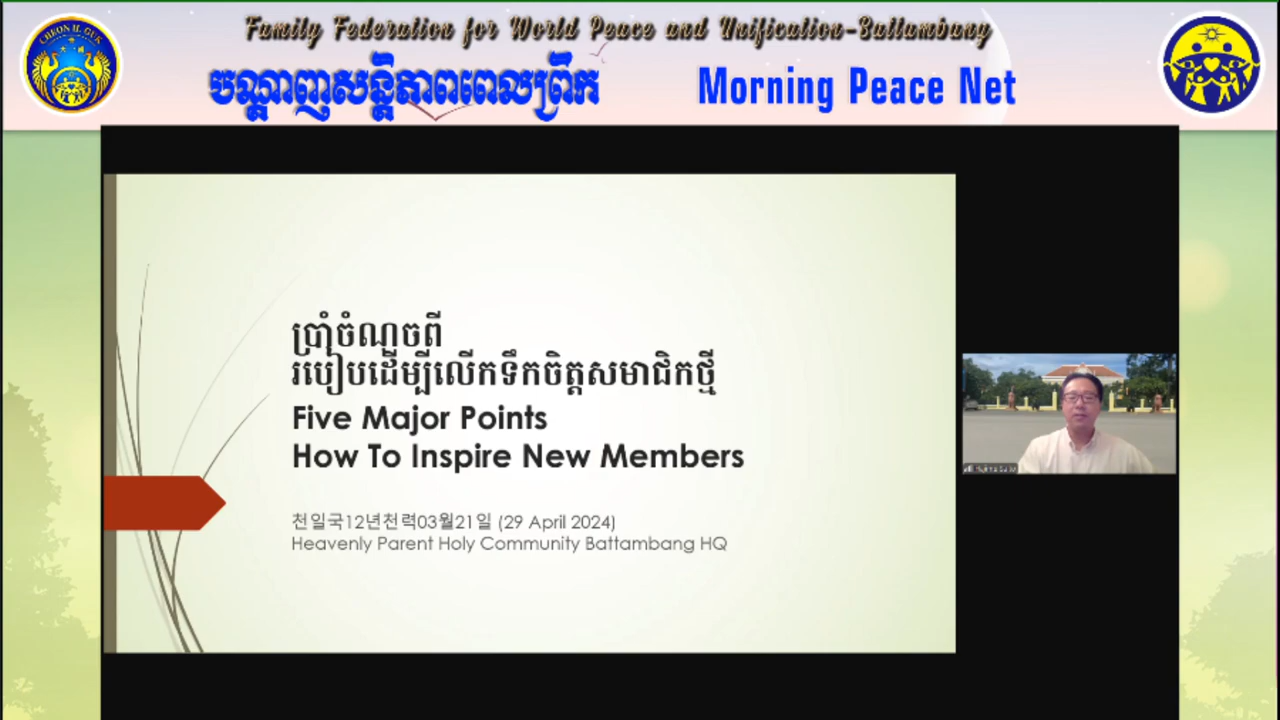 Family Federation for World Peace and Unification-Battambang
CHEON IL GUK
បណ្តាញសន្តិភាពពេលព្រឹក
Morning Peace Net
ប្រាំចំណុចពី
របៀបដើម្បីលើកទឹកចិត្តសមាជិកថ្មី
Five Major Points
How To Inspire New Members
천일국12년천력03월21일 (29 April 2024)
Heavenly Parent Holy Community Battambang HQ